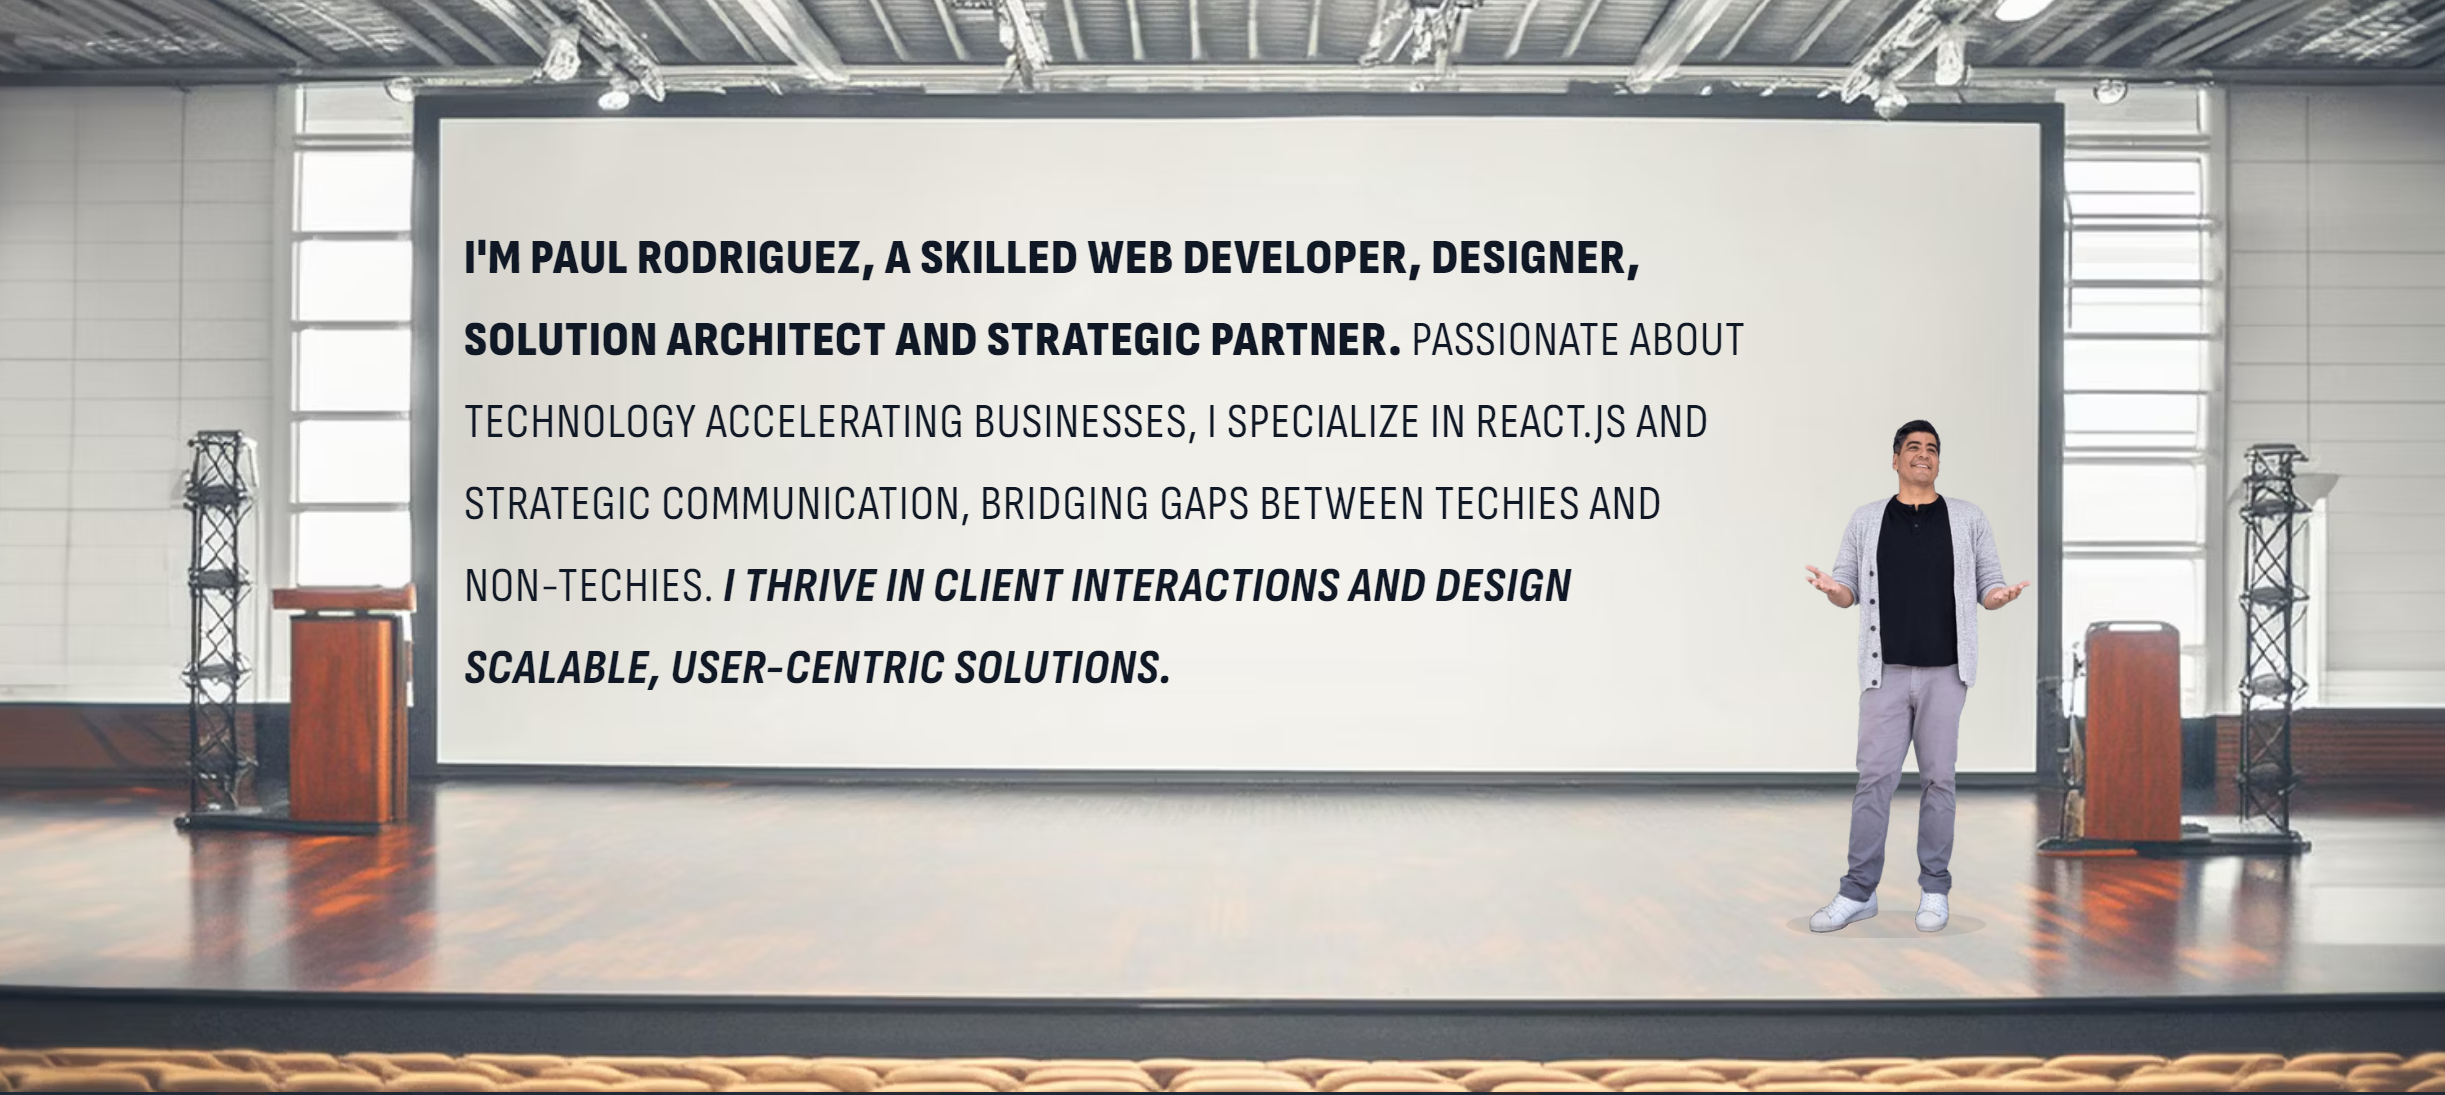 I'M PAUL RODRIGUEZ, A SKILLED WEB DEVELOPER, DESIGNER,
SOLUTION ARCHITECT AND STRATEGIC PARTNER. PASSIONATE ABOUT
TECHNOLOGY ACCELERATING BUSINESSES, I SPECIALIZE IN REACT.JS AND
STRATEGIC COMMUNICATION, BRIDGING GAPS BETWEEN TECHIES AND
NON-TECHIES. I THRIVE IN CLIENT INTERACTIONS AND DESIGN
SCALABLE, USER-CENTRIC SOLUTIONS.